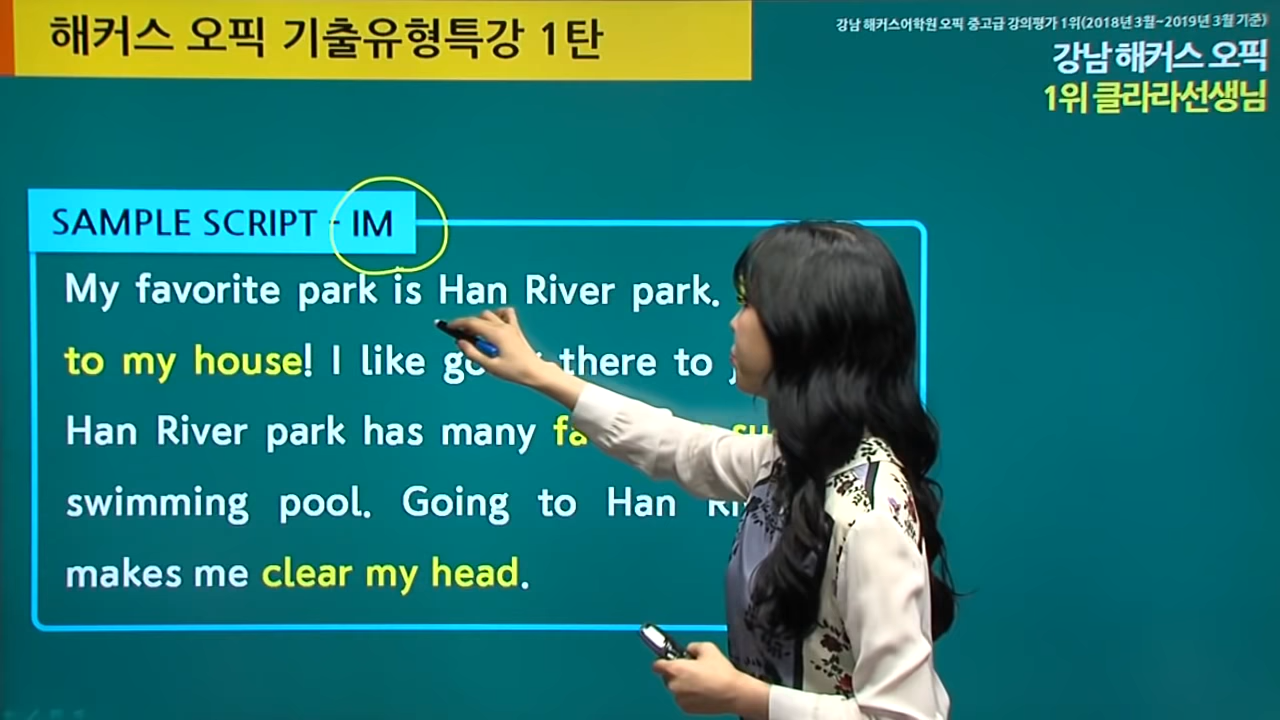 해커스 오픽 기출유형특강 1탄
강남 해커스어학원 오픽 중고급 강의평가 1위(2018년 3월~2019년 3월 기준)
강남 해커스 오픽
1위 클라라선생님
SAMPLE SCRIPT - IM
My favorite park is Han River park.
to my house! I like there to
Han River park has many
swimming pool. Going to Han
makes me clear my head.